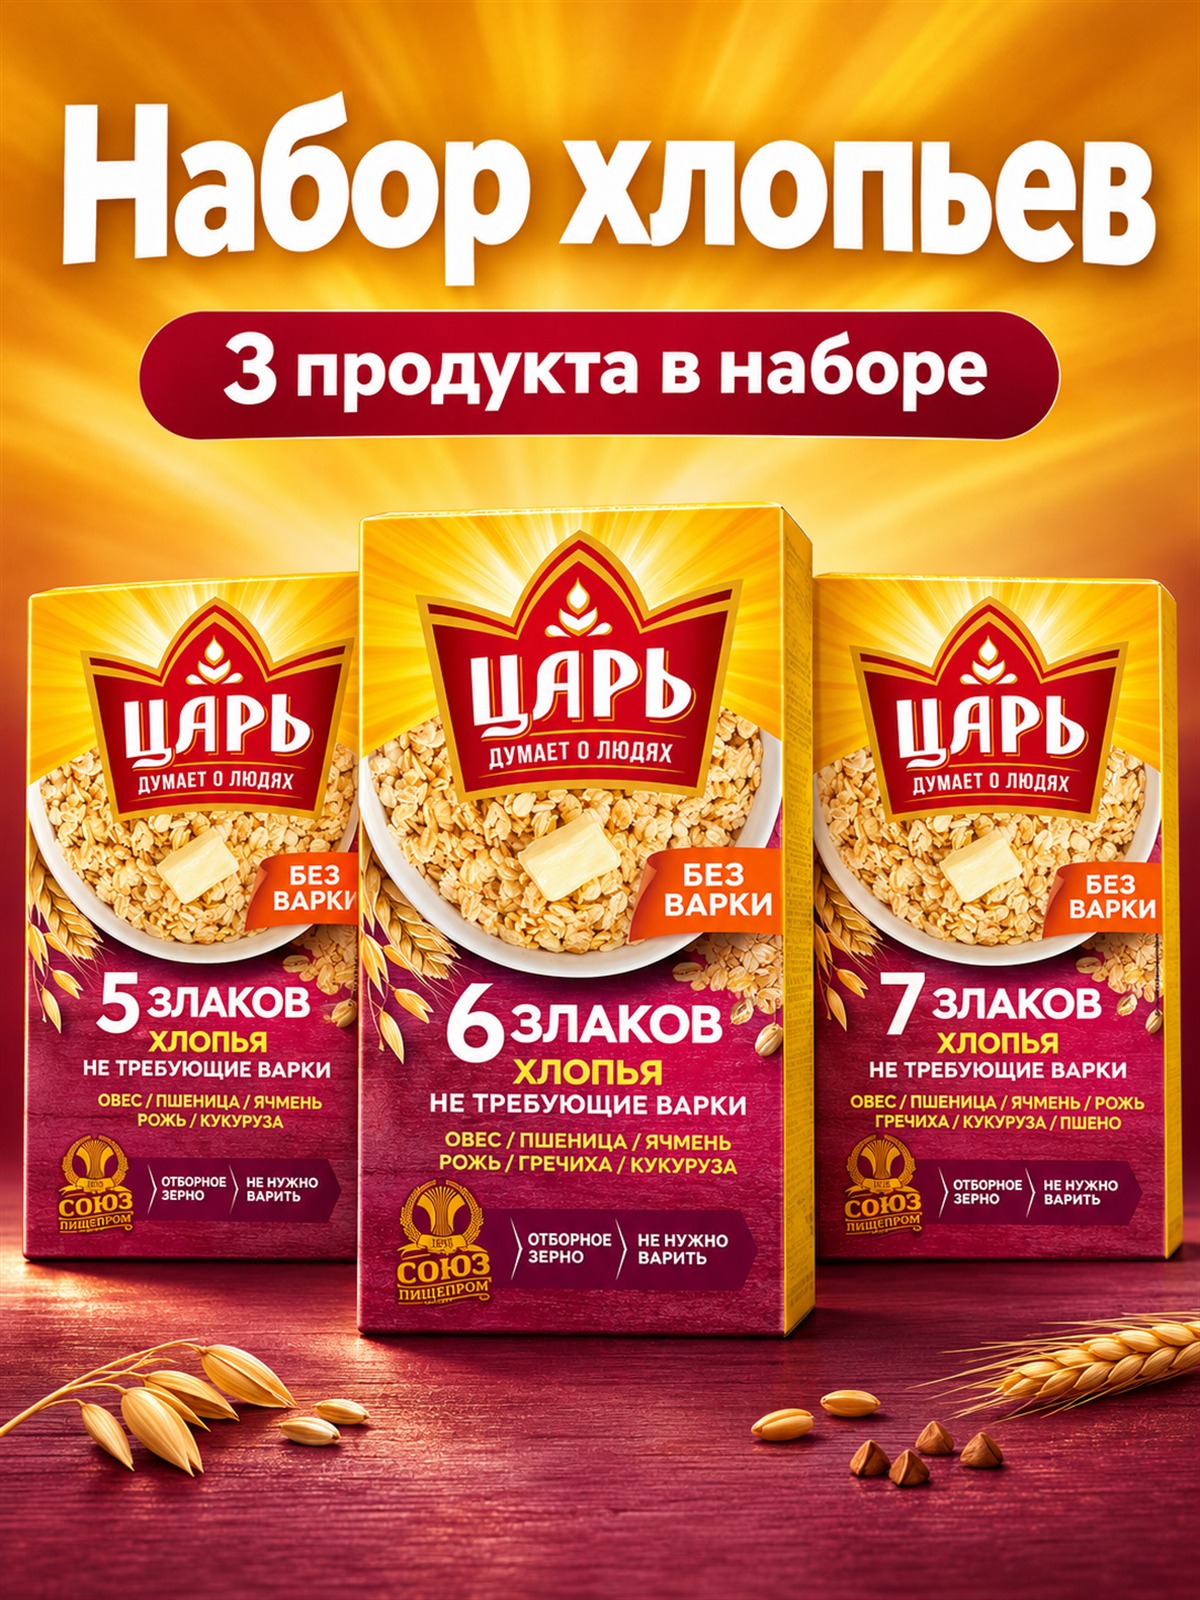 Набор хлопьев
3 продукта в наборе
ЦАРЬ
ДУМАЕТ О ЛЮДЯХ
БЕЗ
ВАРКИ
5 ЗЛАКОВ
ХЛОПЬЯ
НЕ ТРЕБУЮЩИЕ ВАРКИ
ОВЕС / ПШЕНИЦА / ЯЧМЕНЬ
РОЖЬ / КУКУРУЗА
СОЮЗ
ПИЩЕПРОМ
ОТБОРНОЕ
ЗЕРНО
НЕ НУЖНО
ВАРИТЬ
ЦАРЬ
ДУМАЕТ О ЛЮДЯХ
БЕЗ
ВАРКИ
6 ЗЛАКОВ
ХЛОПЬЯ
НЕ ТРЕБУЮЩИЕ ВАРКИ
ОВЕС / ПШЕНИЦА / ЯЧМЕНЬ
РОЖЬ / ГРЕЧИХА / КУКУРУЗА
СОЮЗ
ПИЩЕПРОМ
ОТБОРНОЕ
ЗЕРНО
НЕ НУЖНО
ВАРИТЬ
ЦАРЬ
ДУМАЕТ О ЛЮДЯХ
БЕЗ
ВАРКИ
7 ЗЛАКОВ
ХЛОПЬЯ
НЕ ТРЕБУЮЩИЕ ВАРКИ
ОВЕС / ПШЕНИЦА / ЯЧМЕНЬ / РОЖЬ
ГРЕЧИХА / КУКУРУЗА / ПШЕНО
СОЮЗ
ПИЩЕПРОМ
ОТБОРНОЕ
ЗЕРНО
НЕ НУЖНО
ВАРИТЬ